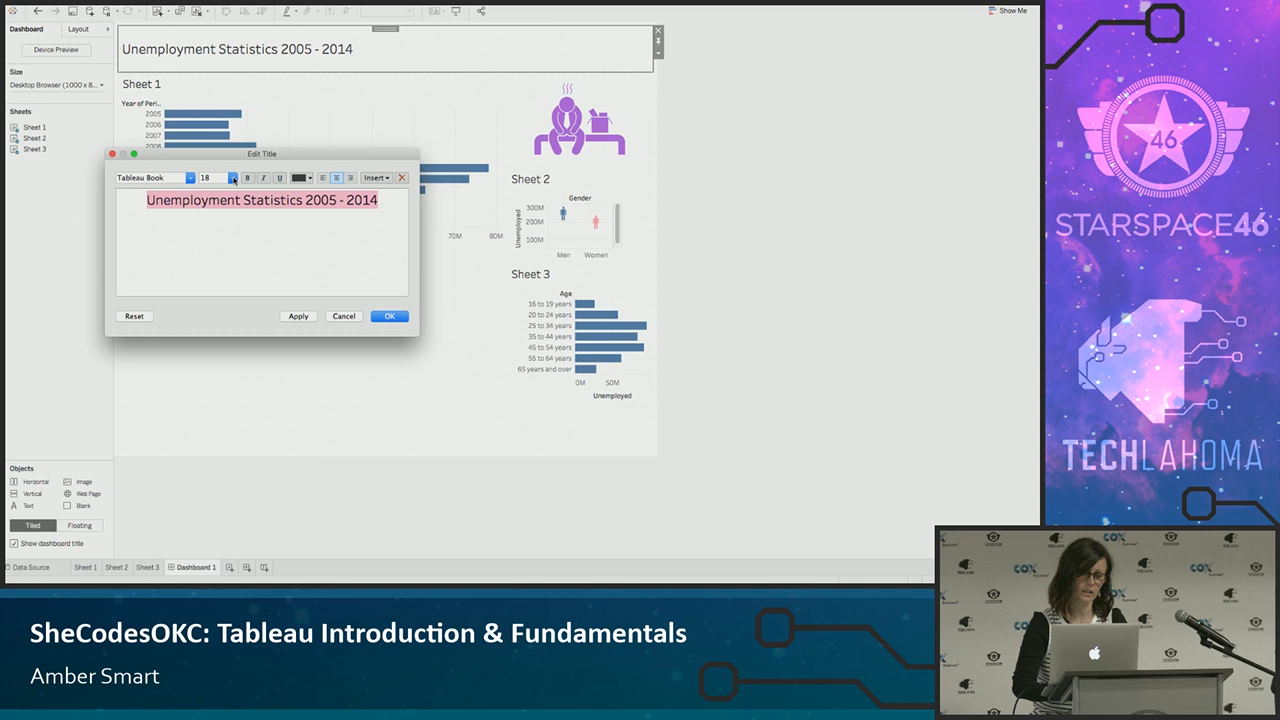 Show Me
Dashboard
Layout
Device Preview
Size
Desktop Browser (1000 x 8...
Sheets
Sheet 1
Sheet 2
Sheet 3
Unemployment Statistics 2005 - 2014
Sheet 1
Year of Peri..
2005
2006
2007
2008
70M
80M
Edit Title
Tableau Book
18
B
I
U
Insert
Unemployment Statistics 2005 - 2014
Reset
Apply
Cancel
OK
Sheet 2
Gender
Unemployed
300M
200M
100M
Men
Women
Sheet 3
Age
16 to 19 years
20 to 24 years
25 to 34 years
35 to 44 years
45 to 54 years
55 to 64 years
65 years and over
0M
50M
Unemployed
Objects
Horizontal
Image
Vertical
Web Page
A Text
Blank
Tiled
Floating
Show dashboard title
Data Source
Sheet 1
Sheet 2
Sheet 3
Dashboard 1
46
STARSPACE46
TECHLAHOMA
COX
COX
COX
SheCodesOKC: Tableau Introduction & Fundamentals
Amber Smart